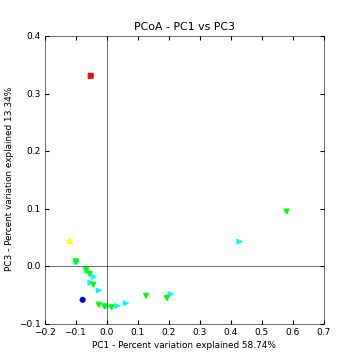 PCoA - PC1 vs PC3
PC3 - Percent variation explained 13.34%
0.4
0.3
0.2
0.1
0.0
−0.1
−0.2 −0.1 0.0 0.1 0.2 0.3 0.4 0.5 0.6 0.7
PC1 - Percent variation explained 58.74%